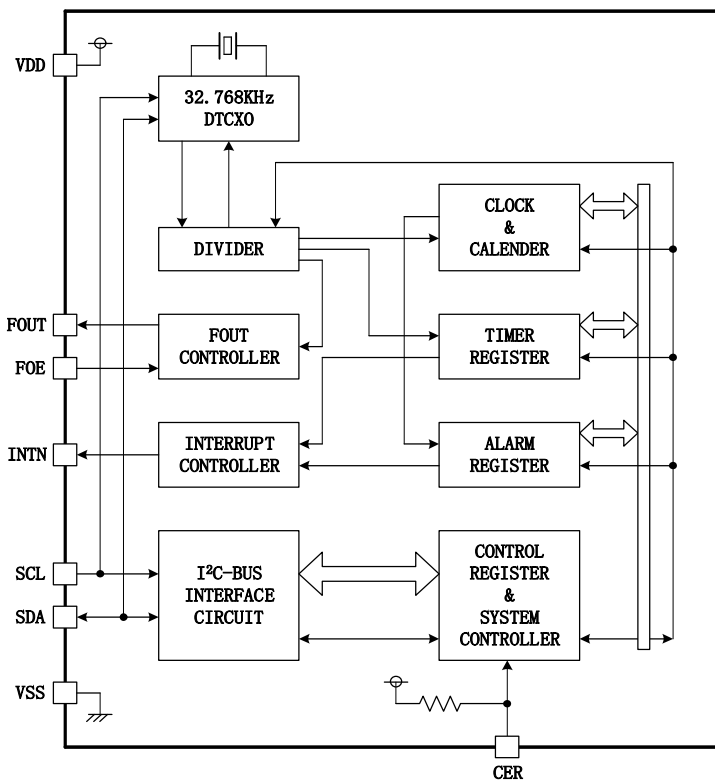 VDD
32.768KHz
DTCXO
CLOCK
&
CALENDER
DIVIDER
FOUT
FOUT
CONTROLLER
TIMER
REGISTER
FOE
INTN
INTERRUPT
CONTROLLER
ALARM
REGISTER
SCL
I²C-BUS
INTERFACE
CIRCUIT
CONTROL
REGISTER
&
SYSTEM
CONTROLLER
SDA
VSS
CER